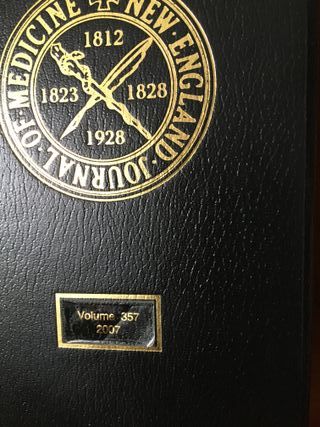 NEW·ENGLAND·JOURNAL·OF·MEDICINE
1812
1823 1828
1928
Volume 357
2007